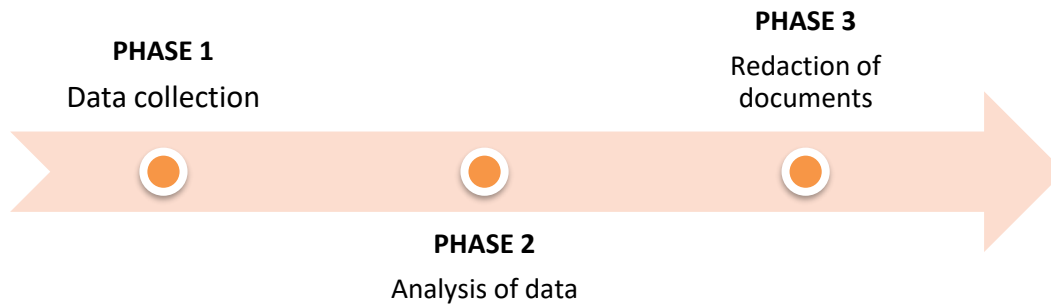 PHASE 1
Data collection
PHASE 2
Analysis of data
PHASE 3
Redaction of
documents